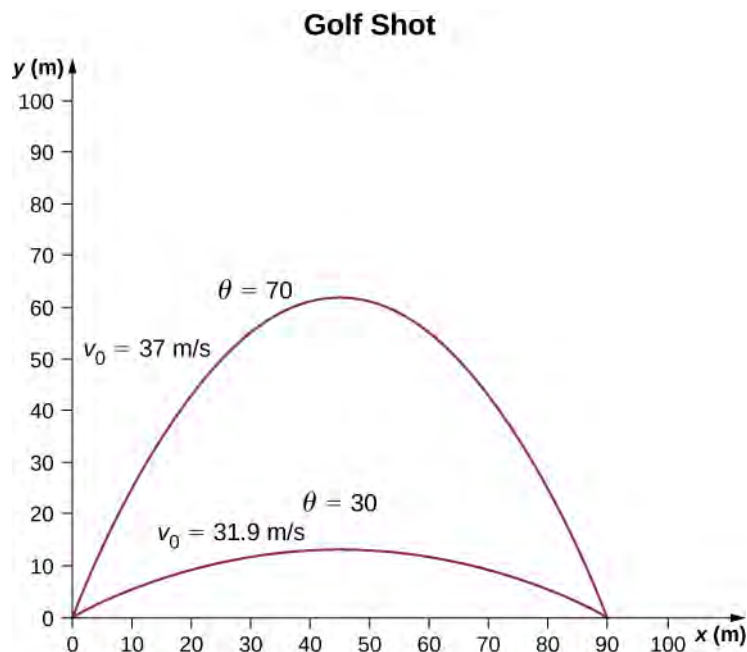 Golf Shot
y (m)
100
90
80
70
60
50
40
30
20
10
0
θ = 70
v₀ = 37 m/s
θ = 30
v₀ = 31.9 m/s
0 10 20 30 40 50 60 70 80 90 100 x (m)